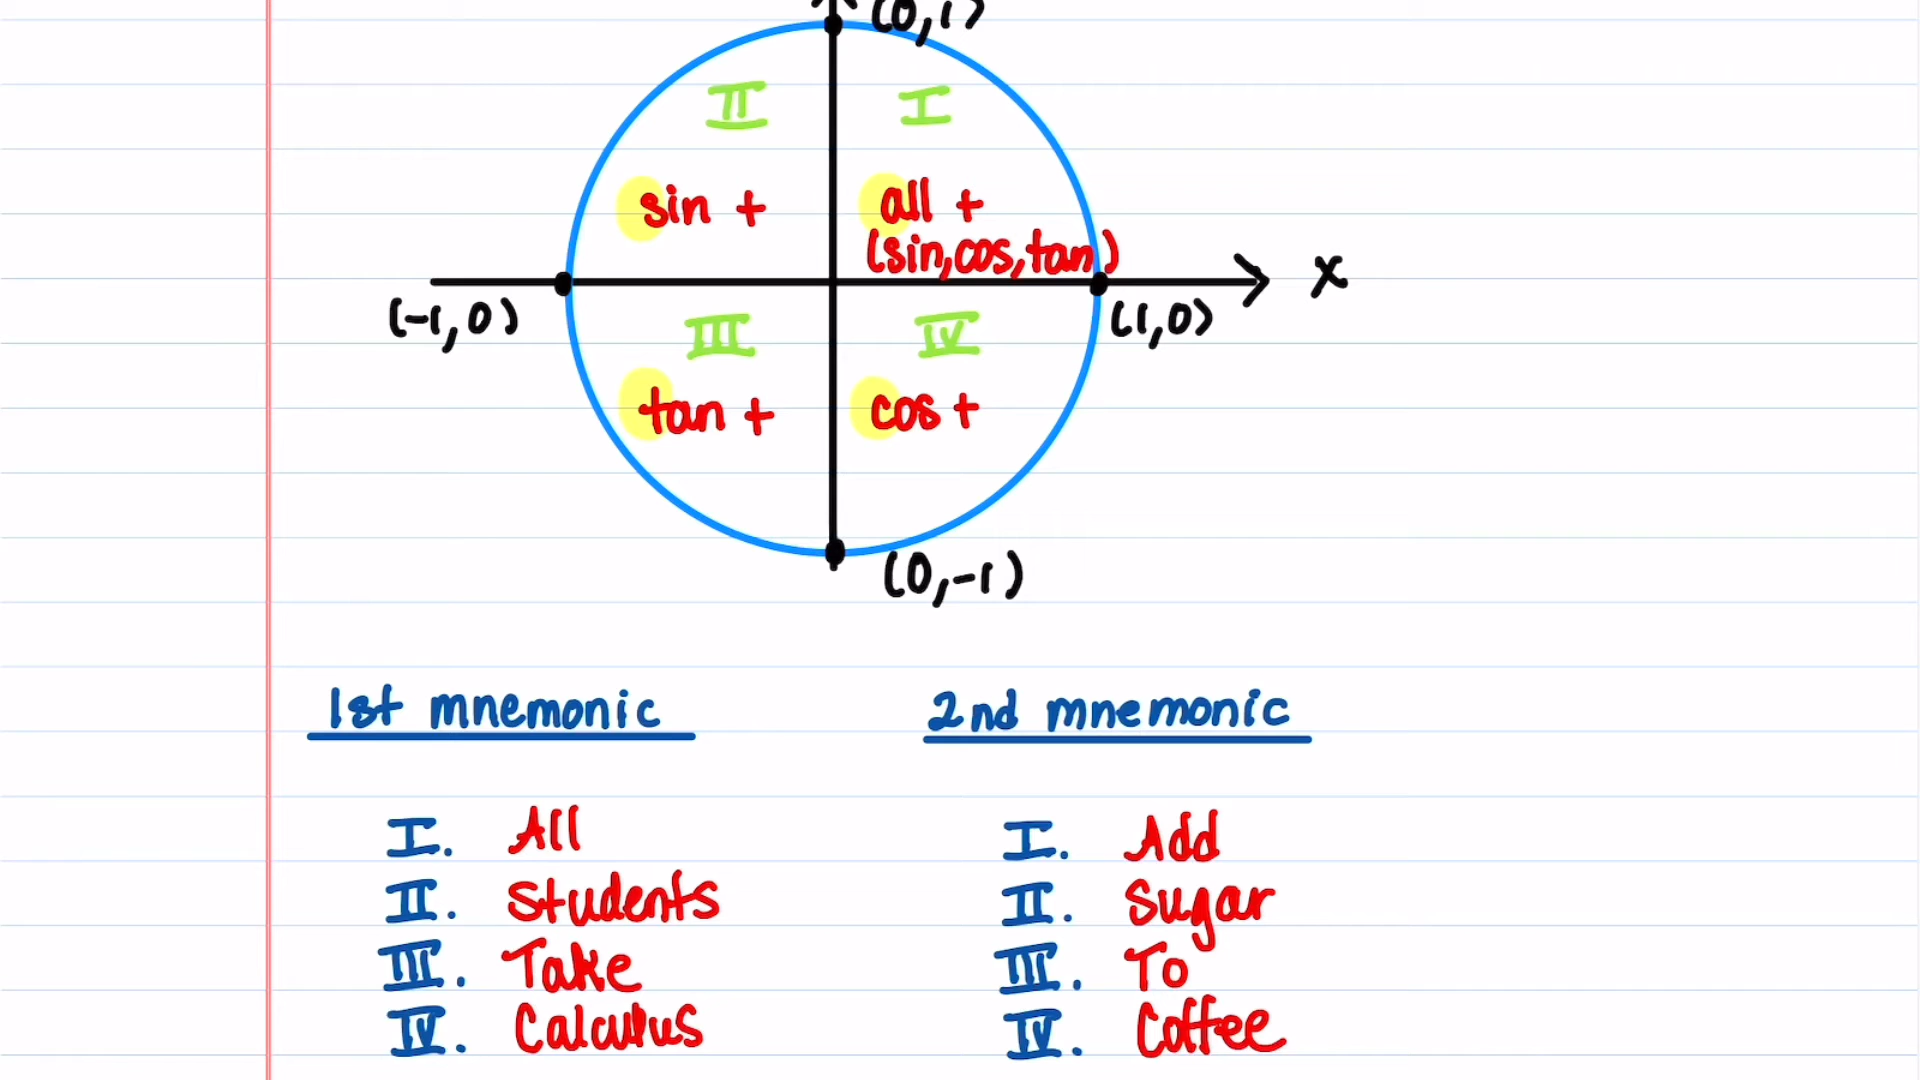 (0,1)
II I
sin + all +
(sin,cos,tan)
x
(-1,0) (1,0)
III IV
tan + cos +
(0,-1)
1st mnemonic 2nd mnemonic
I. All I. Add
II. Students II. Sugar
III. Take III. To
IV. Calculus IV. Coffee